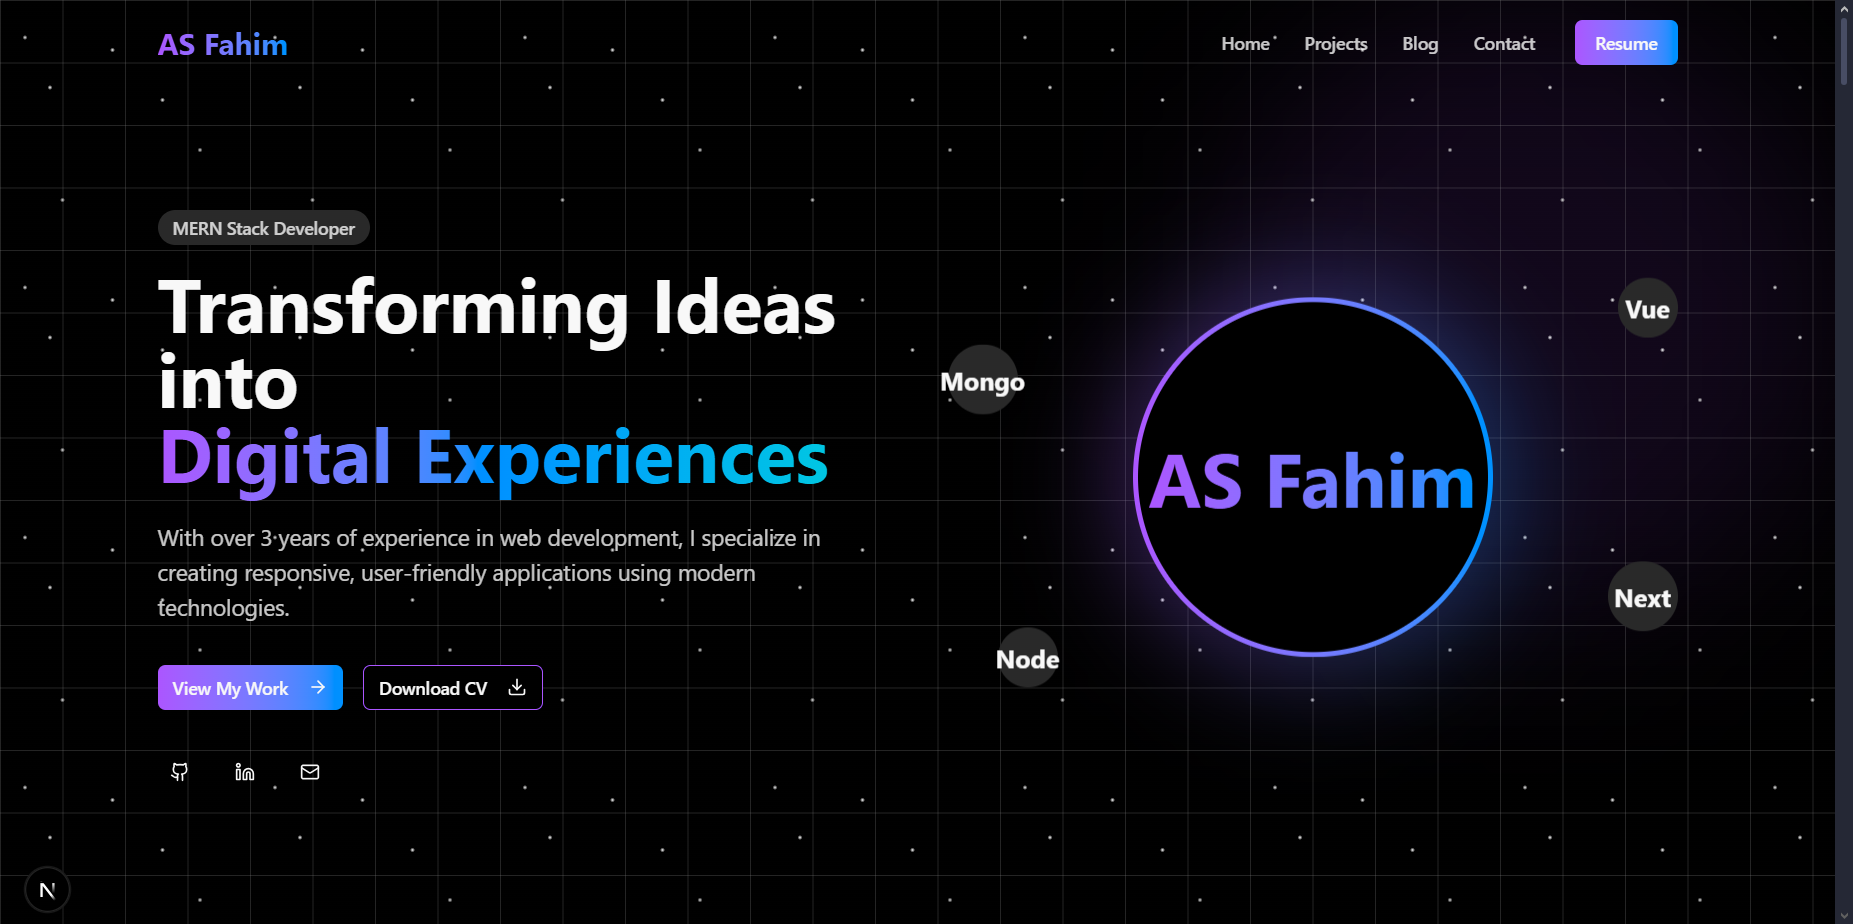 AS Fahim
Home Projects Blog Contact Resume
MERN Stack Developer
Transforming Ideas
into
Digital Experiences
With over 3 years of experience in web development, I specialize in
creating responsive, user-friendly applications using modern
technologies.
View My Work
Download CV
Mongo
Vue
AS Fahim
Node
Next
N